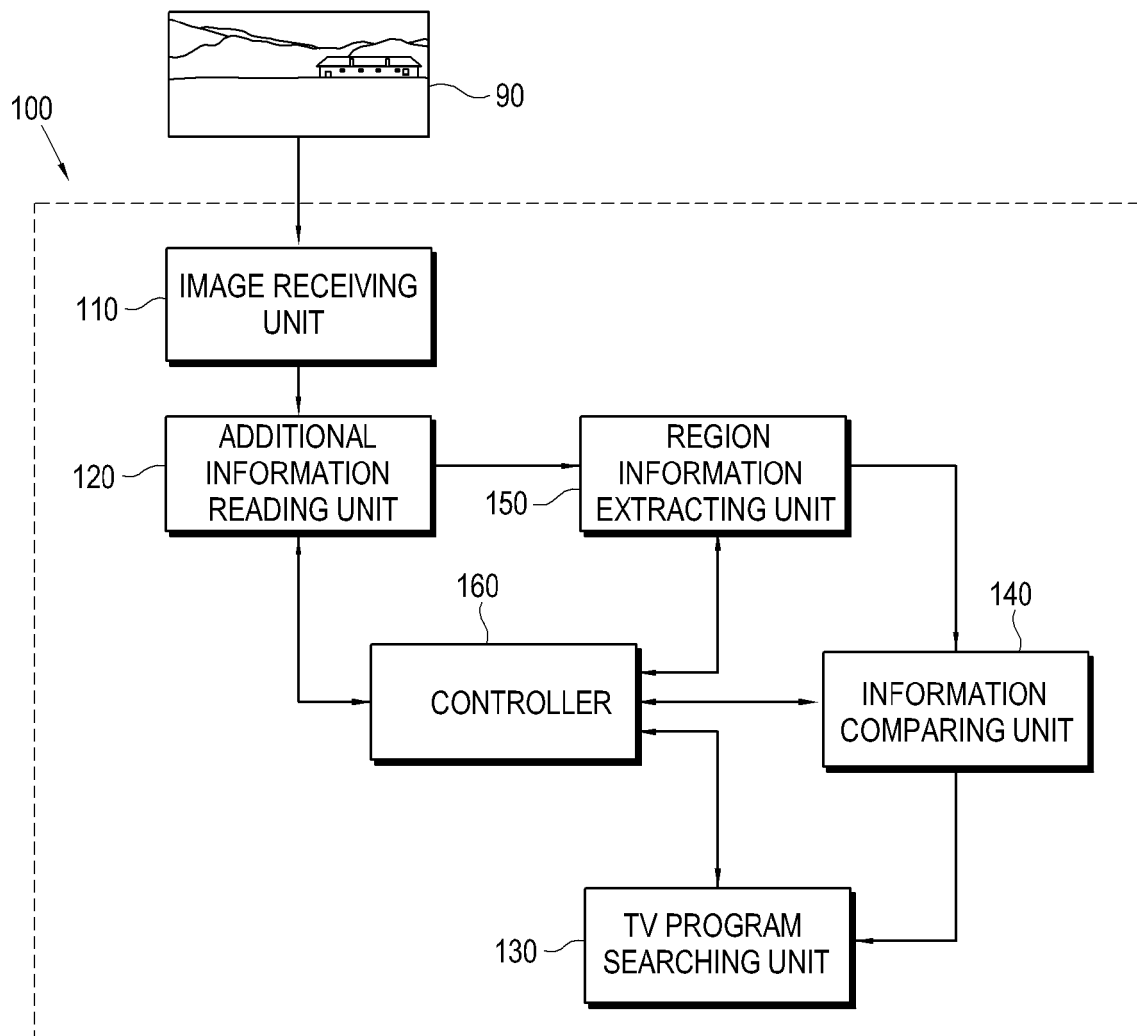 90
100
IMAGE RECEIVING
UNIT
110
ADDITIONAL
INFORMATION
READING UNIT
120
REGION
INFORMATION
EXTRACTING UNIT
150
160
CONTROLLER
140
INFORMATION
COMPARING UNIT
TV PROGRAM
SEARCHING UNIT
130